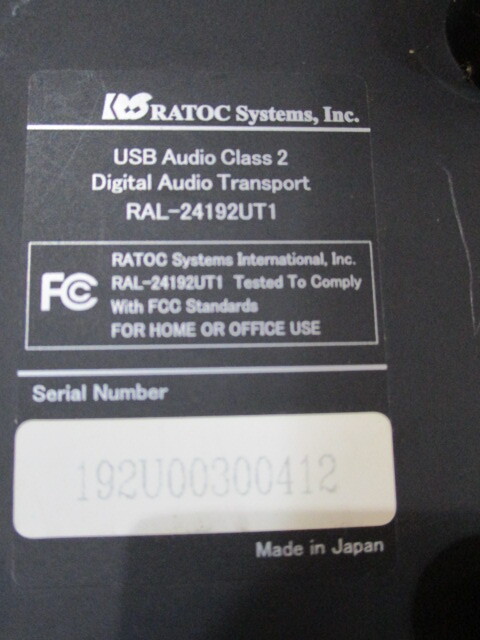 RATOC Systems, Inc.
USB Audio Class 2
Digital Audio Transport
RAL-24192UT1
FC
RATOC Systems International, Inc.
RAL-24192UT1 Tested To Comply
With FCC Standards
FOR HOME OR OFFICE USE
Serial Number
192U00300412
Made in Japan